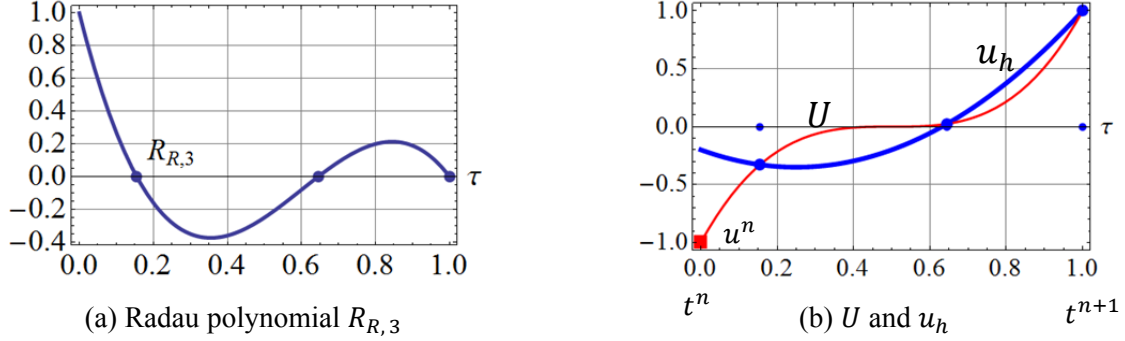 1.0
0.8
0.6
0.4
0.2
0.0
−0.2
−0.4
R_{R,3}
τ
0.0 0.2 0.4 0.6 0.8 1.0
(a) Radau polynomial R_{R,3}
1.0
0.5
0.0
−0.5
−1.0
u_h
U
τ
u^n
0.0 0.2 0.4 0.6 0.8 1.0
t^n t^{n+1}
(b) U and u_h